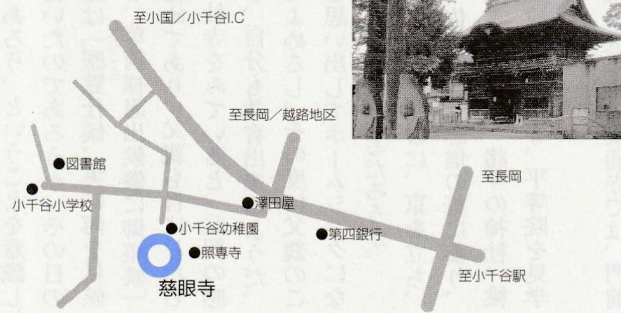 至小国／小千谷I.C
至長岡／越路地区
図書館
至長岡
小千谷小学校
澤田屋
小千谷幼稚園
第四銀行
照専寺
至小千谷駅
慈眼寺